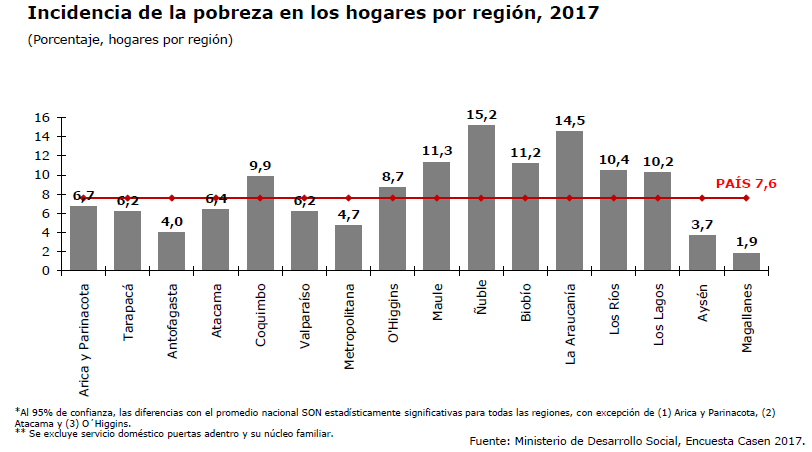 Incidencia de la pobreza en los hogares por región, 2017
(Porcentaje, hogares por región)
16
14
12
10
8
6
4
2
0
6,7
6,2
4,0
6,4
9,9
6,2
4,7
8,7
11,3
15,2
11,2
14,5
10,4
10,2
3,7
1,9
PAÍS 7,6
Arica y Parinacota
Tarapacá
Antofagasta
Atacama
Coquimbo
Valparaíso
Metropolitana
O'Higgins
Maule
Ñuble
Biobío
La Araucanía
Los Ríos
Los Lagos
Aysén
Magallanes
*Al 95% de confianza, las diferencias con el promedio nacional SON estadísticamente significativas para todas las regiones, con excepción de (1) Arica y Parinacota, (2)
Atacama y (3) O´Higgins.
** Se excluye servicio doméstico puertas adentro y su núcleo familiar.
Fuente: Ministerio de Desarrollo Social, Encuesta Casen 2017.